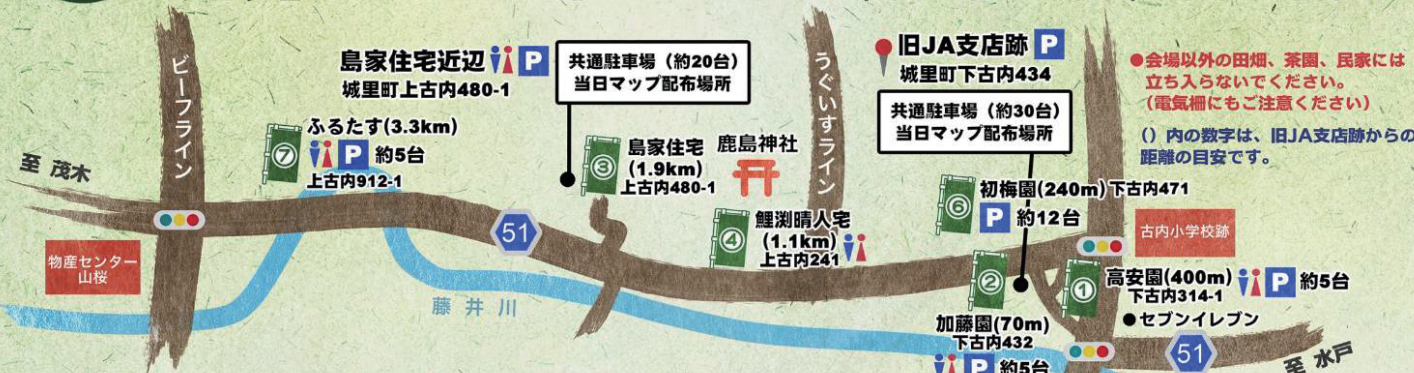 ビーフライン
島家住宅近辺 P
城里町上古内480-1
共通駐車場（約20台）
当日マップ配布場所
うぐいすライン
旧JA支店跡 P
城里町下古内434
共通駐車場（約30台）
当日マップ配布場所
●会場以外の田畑、茶園、民家には
立ち入らないでください。
（電気柵にもご注意ください）
（）内の数字は、旧JA支店跡からの
距離の目安です。
至 茂木
⑦
ふるたす(3.3km)
P 約5台
上古内912-1
③
島家住宅
(1.9km)
上古内480-1
鹿島神社
④
鯉渕晴人宅
(1.1km)
上古内241
⑥
初梅園(240m) 下古内471
P 約12台
古内小学校跡
物産センター
山桜
51
藤井川
②
加藤園(70m)
下古内432
P 約5台
①
高安園(400m) P 約5台
下古内314-1
●セブンイレブン
51
至 水戸